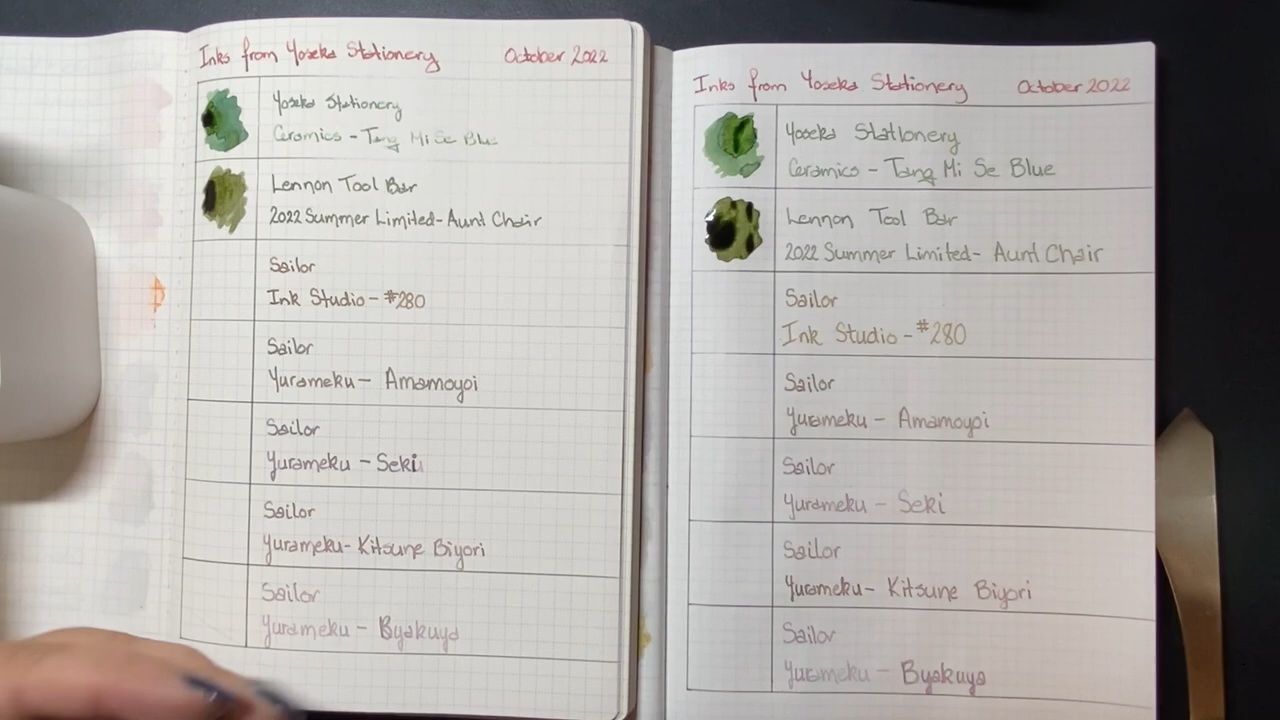 Inks from Yoseka Stationery October 2022
Yoseka Stationery
Ceramics - Tang Mi Se Blue
Lennon Tool Bar
2022 Summer Limited- Aunt Chair
Sailor
Ink Studio - #280
Sailor
Yurameku - Amamoyoi
Sailor
Yurameku - Seki
Sailor
Yurameku- Kitsune Biyori
Sailor
Yurameku - Byakuya
Inks from Yoseka Stationery October 2022
Yoseka Stationery
Ceramics - Tang Mi Se Blue
Lennon Tool Bar
2022 Summer Limited- Aunt Chair
Sailor
Ink Studio - #280
Sailor
Yurameku - Amamoyoi
Sailor
Yurameku - Seki
Sailor
Yurameku- Kitsune Biyori
Sailor
Yurameku - Byakuya